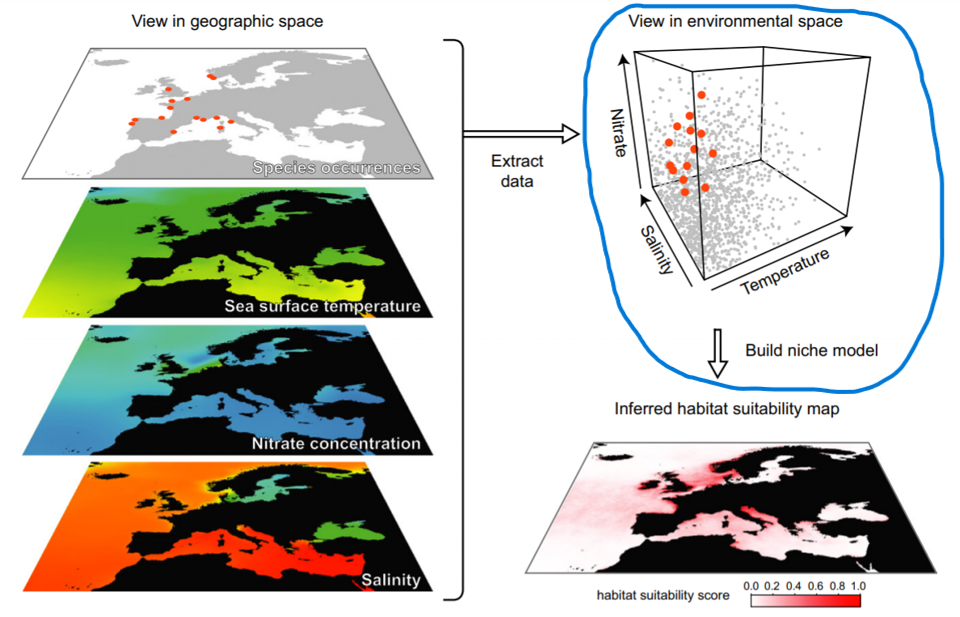 View in geographic space
Species occurrences
Sea surface temperature
Nitrate concentration
Salinity
Extract
data
View in environmental space
Nitrate
Salinity
Temperature
Build niche model
Inferred habitat suitability map
habitat suitability score
0.0 0.2 0.4 0.6 0.8 1.0